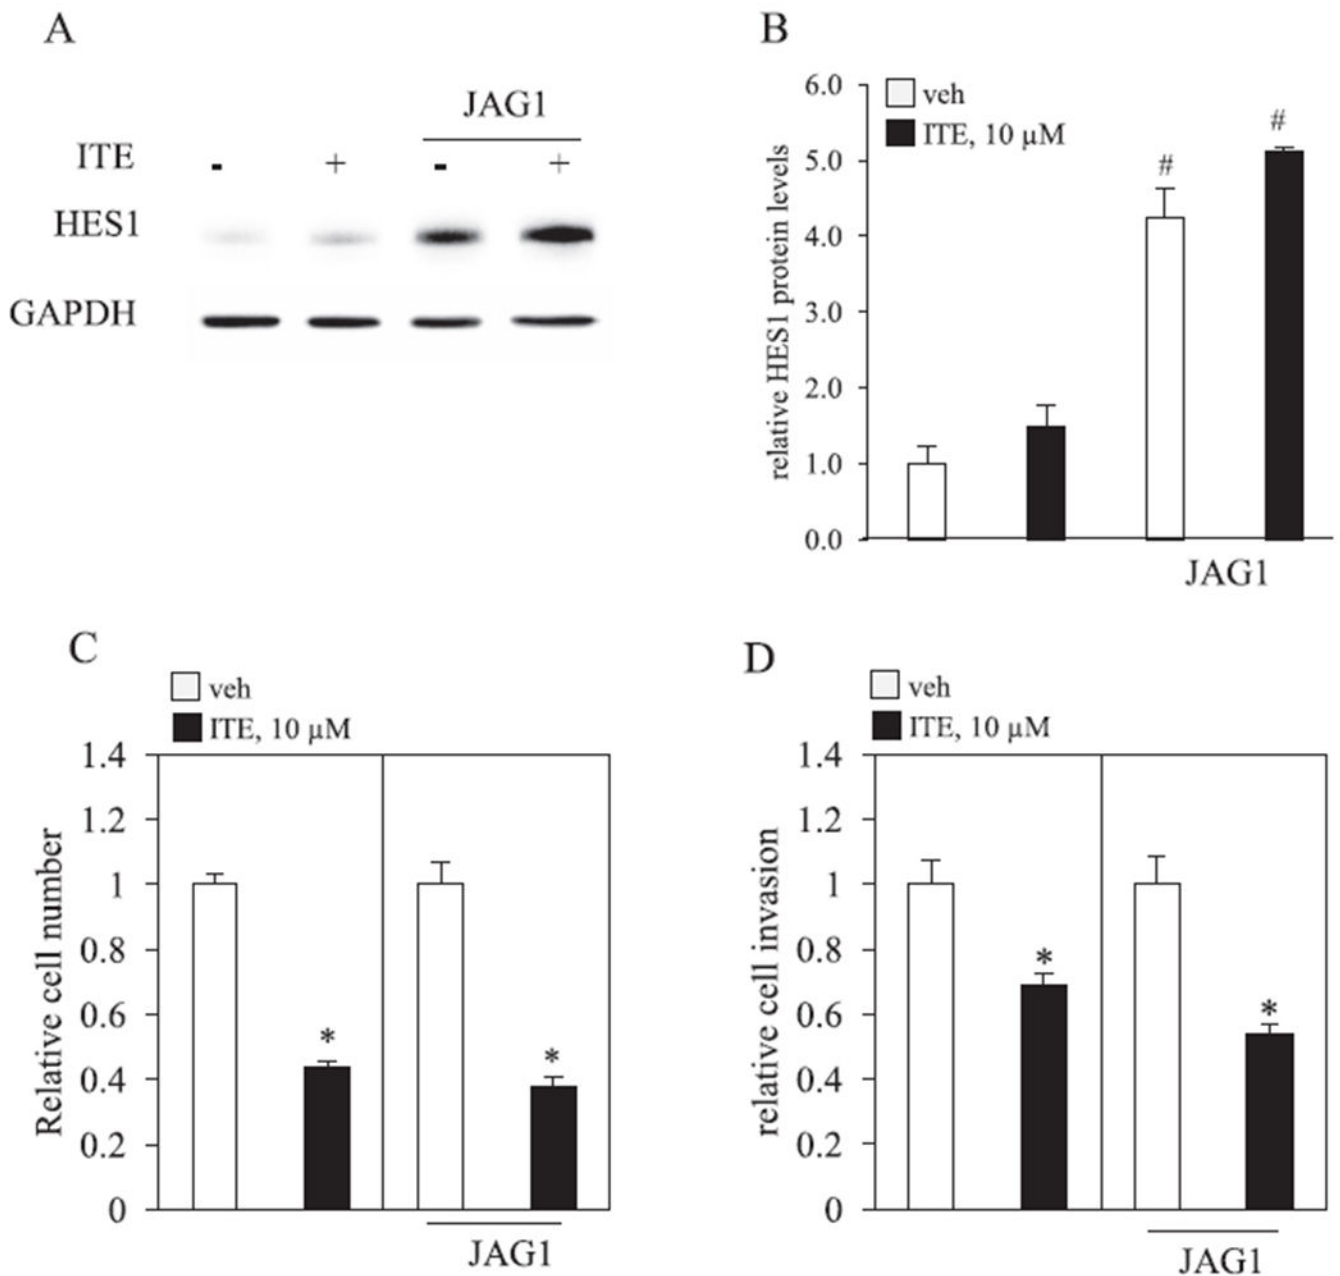 A
JAG1
ITE - + - +
HES1
GAPDH
B
veh
ITE, 10 µM
relative HES1 protein levels
6.0
5.0
4.0
3.0
2.0
1.0
0.0
# #
JAG1
C
veh
ITE, 10 µM
Relative cell number
1.4
1.2
1
0.8
0.6
0.4
0.2
0
* *
JAG1
D
veh
ITE, 10 µM
relative cell invasion
1.4
1.2
1
0.8
0.6
0.4
0.2
0
* *
JAG1